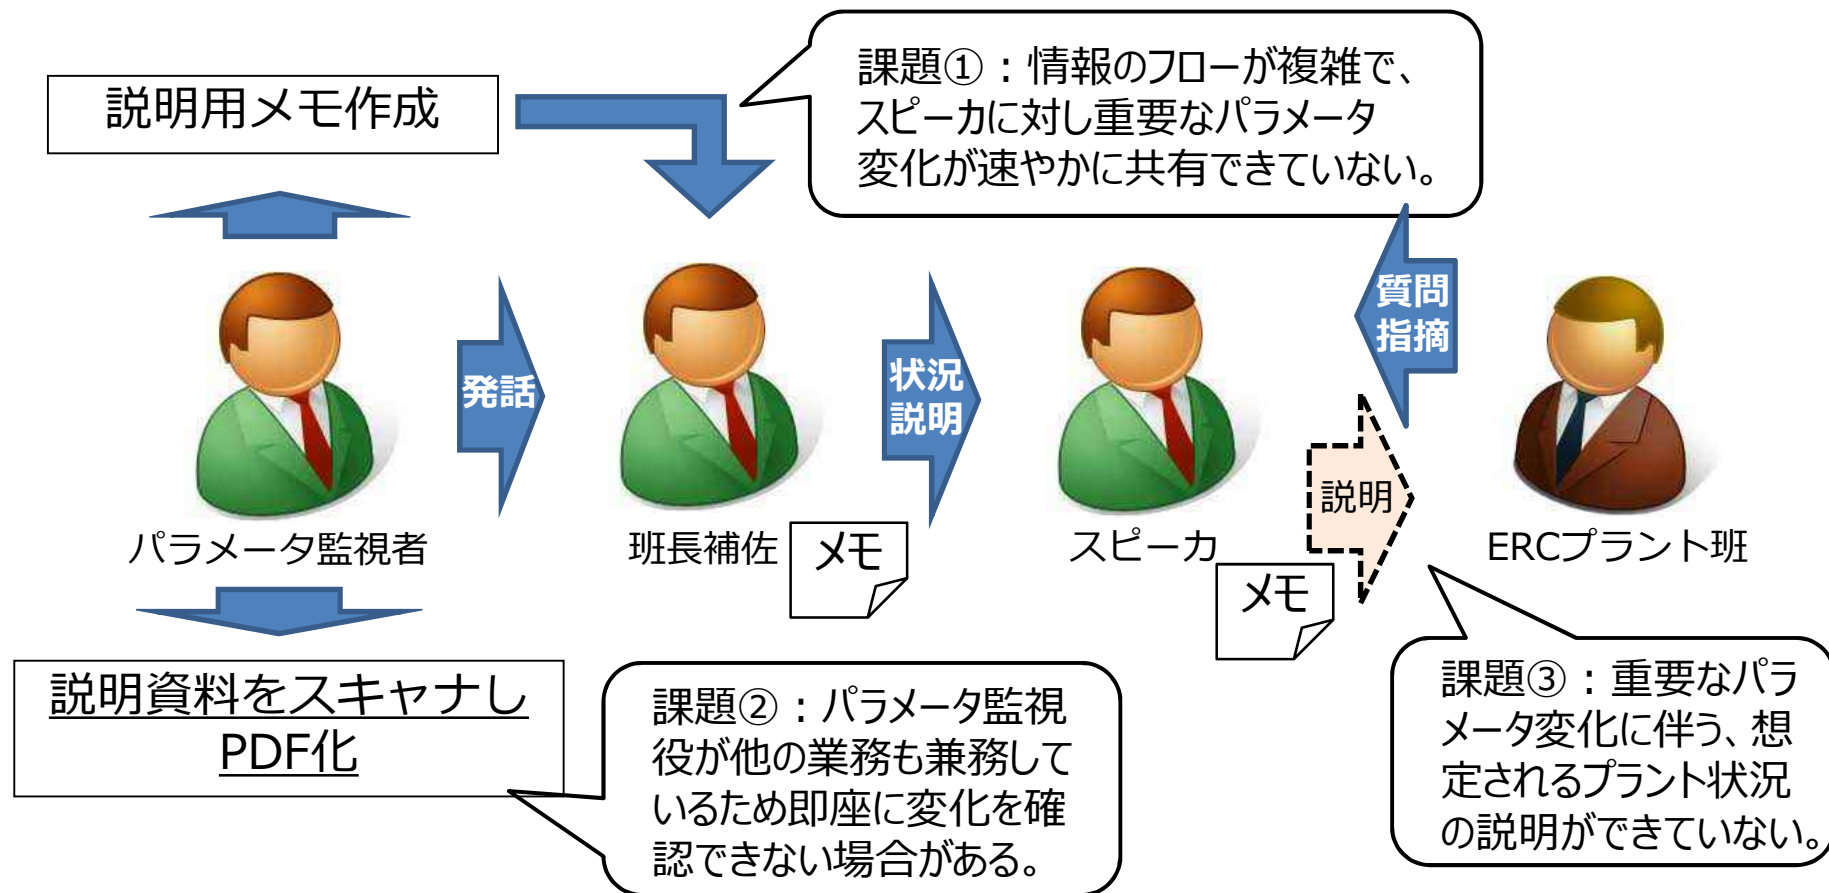 説明用メモ作成
課題①：情報のフローが複雑で、
スピーカに対し重要なパラメータ
変化が速やかに共有できていない。
発話
状況
説明
質問
指摘
説明
パラメータ監視者
班長補佐
メモ
スピーカ
メモ
ERCプラント班
説明資料をスキャナし
PDF化
課題②：パラメータ監視
役が他の業務も兼務して
いるため即座に変化を確
認できない場合がある。
課題③：重要なパラ
メータ変化に伴う、想
定されるプラント状況
の説明ができていない。